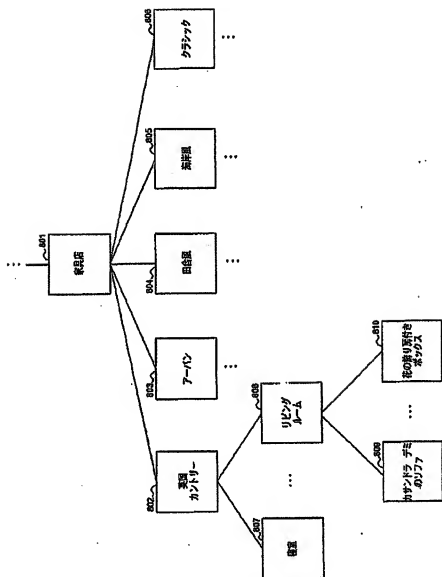 …
801
家具店
802
英国
カントリー
803
アーバン
…
804
田舎風
…
805
海岸風
…
806
クラシック
…
807
寝室
…
808
リビング
ルーム
809
カサンドラ デミ
のソファ
…
810
花の飾り房付き
ボックス